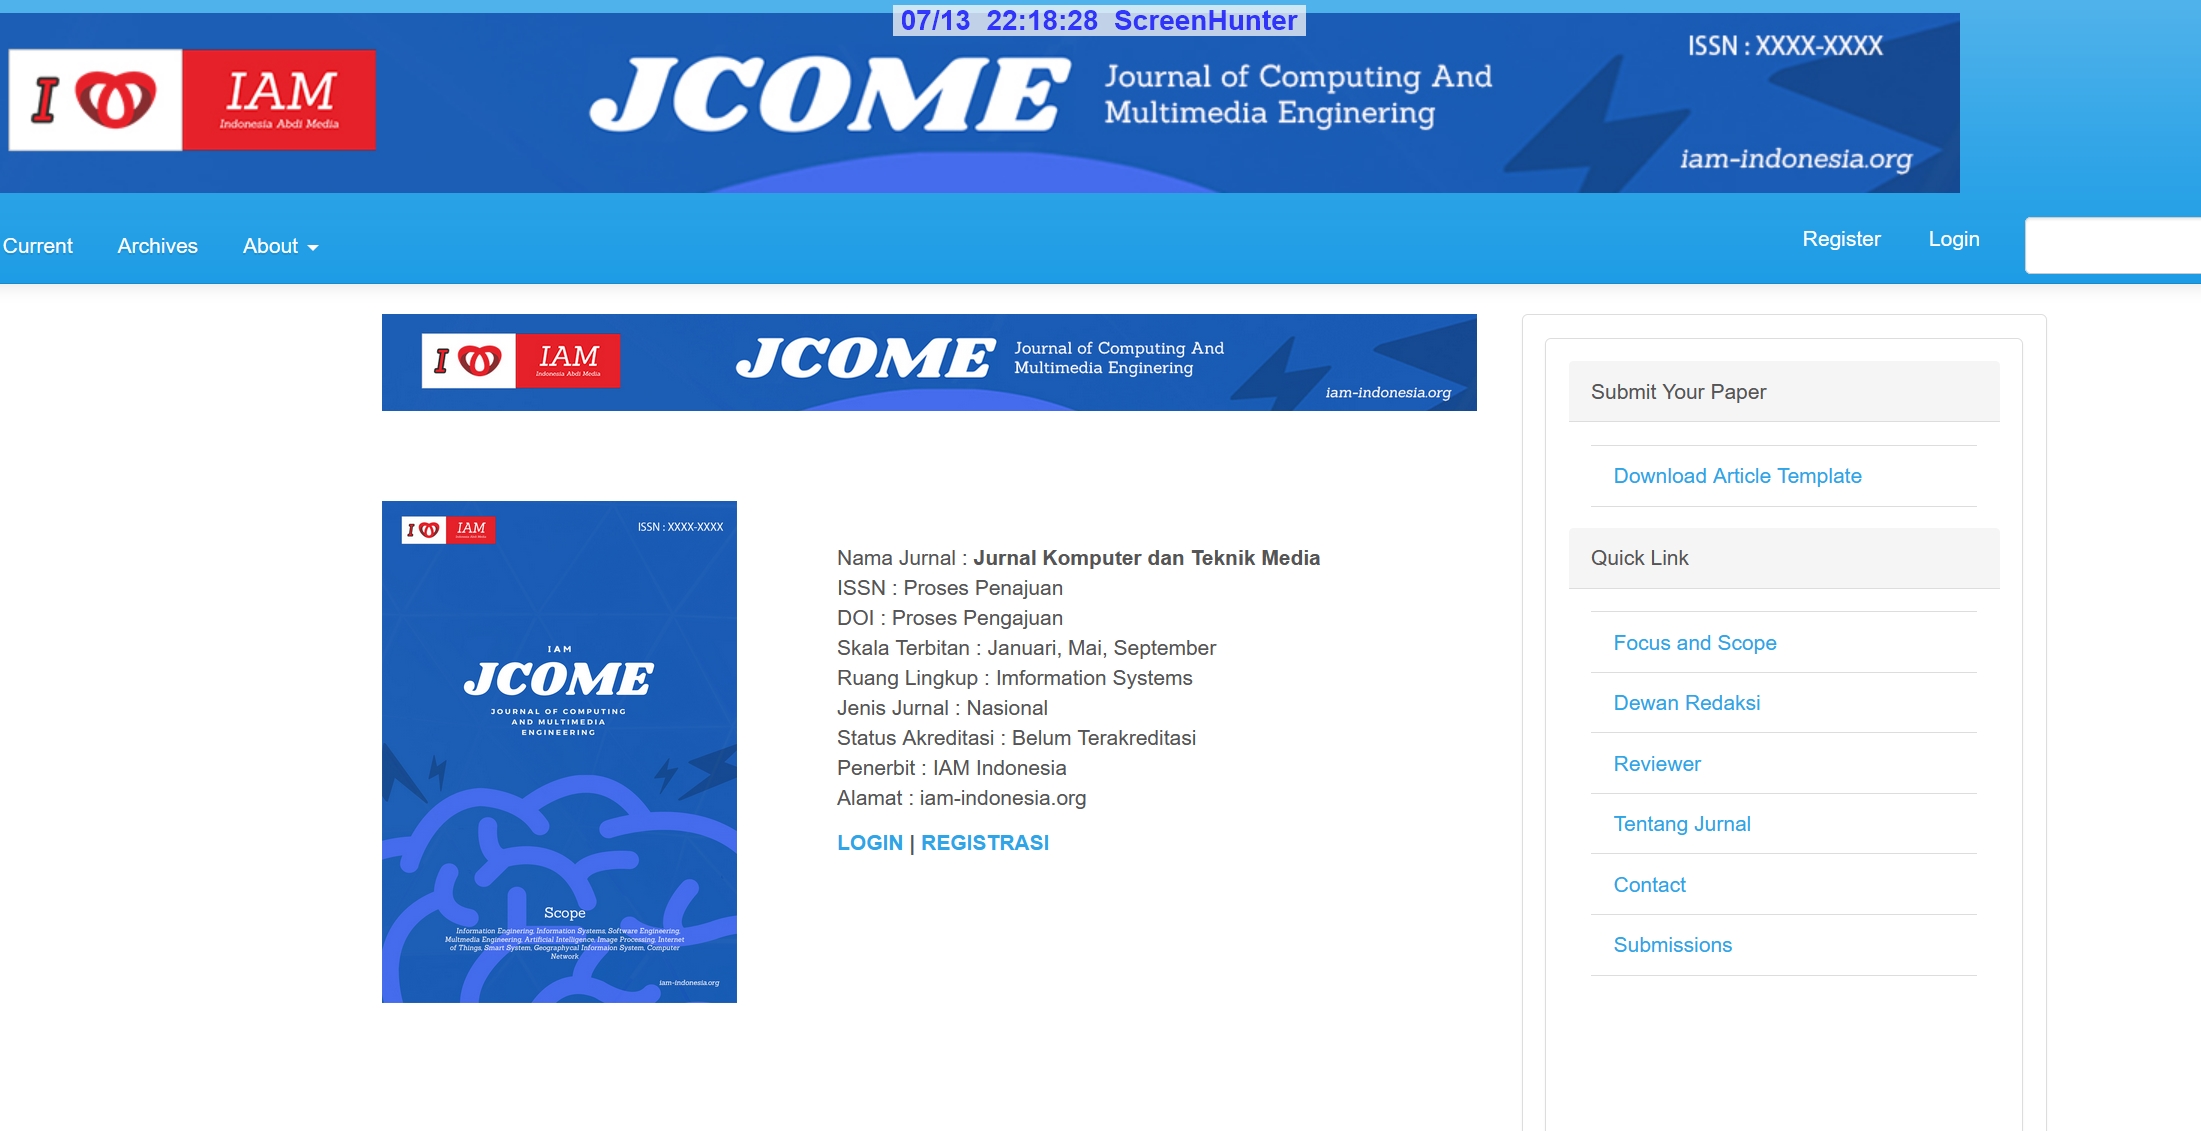 07/13 22:18:28 ScreenHunter
I
IAM
Indonesia Abdi Media
JCOME
Journal of Computing And
Multimedia Enginering
ISSN : XXXX-XXXX
iam-indonesia.org
Current
Archives
About
Register
Login
I
IAM
Indonesia Abdi Media
JCOME
Journal of Computing And
Multimedia Enginering
iam-indonesia.org
I
IAM
Indonesia Abdi Media
ISSN : XXXX-XXXX
IAM
JCOME
JOURNAL OF COMPUTING
AND MULTIMEDIA
ENGINEERING
Scope
Information Enginering, Information Systems, Software Engineering,
Multmedia Engineering, Artificial Intelligence, Image Processing, Internet
of Things, Smart System, Geographycal Informaion System, Computer
Network
iam-indonesia.org
Nama Jurnal : Jurnal Komputer dan Teknik Media
ISSN : Proses Penajuan
DOI : Proses Pengajuan
Skala Terbitan : Januari, Mai, September
Ruang Lingkup : Imformation Systems
Jenis Jurnal : Nasional
Status Akreditasi : Belum Terakreditasi
Penerbit : IAM Indonesia
Alamat : iam-indonesia.org
LOGIN | REGISTRASI
Submit Your Paper
Download Article Template
Quick Link
Focus and Scope
Dewan Redaksi
Reviewer
Tentang Jurnal
Contact
Submissions